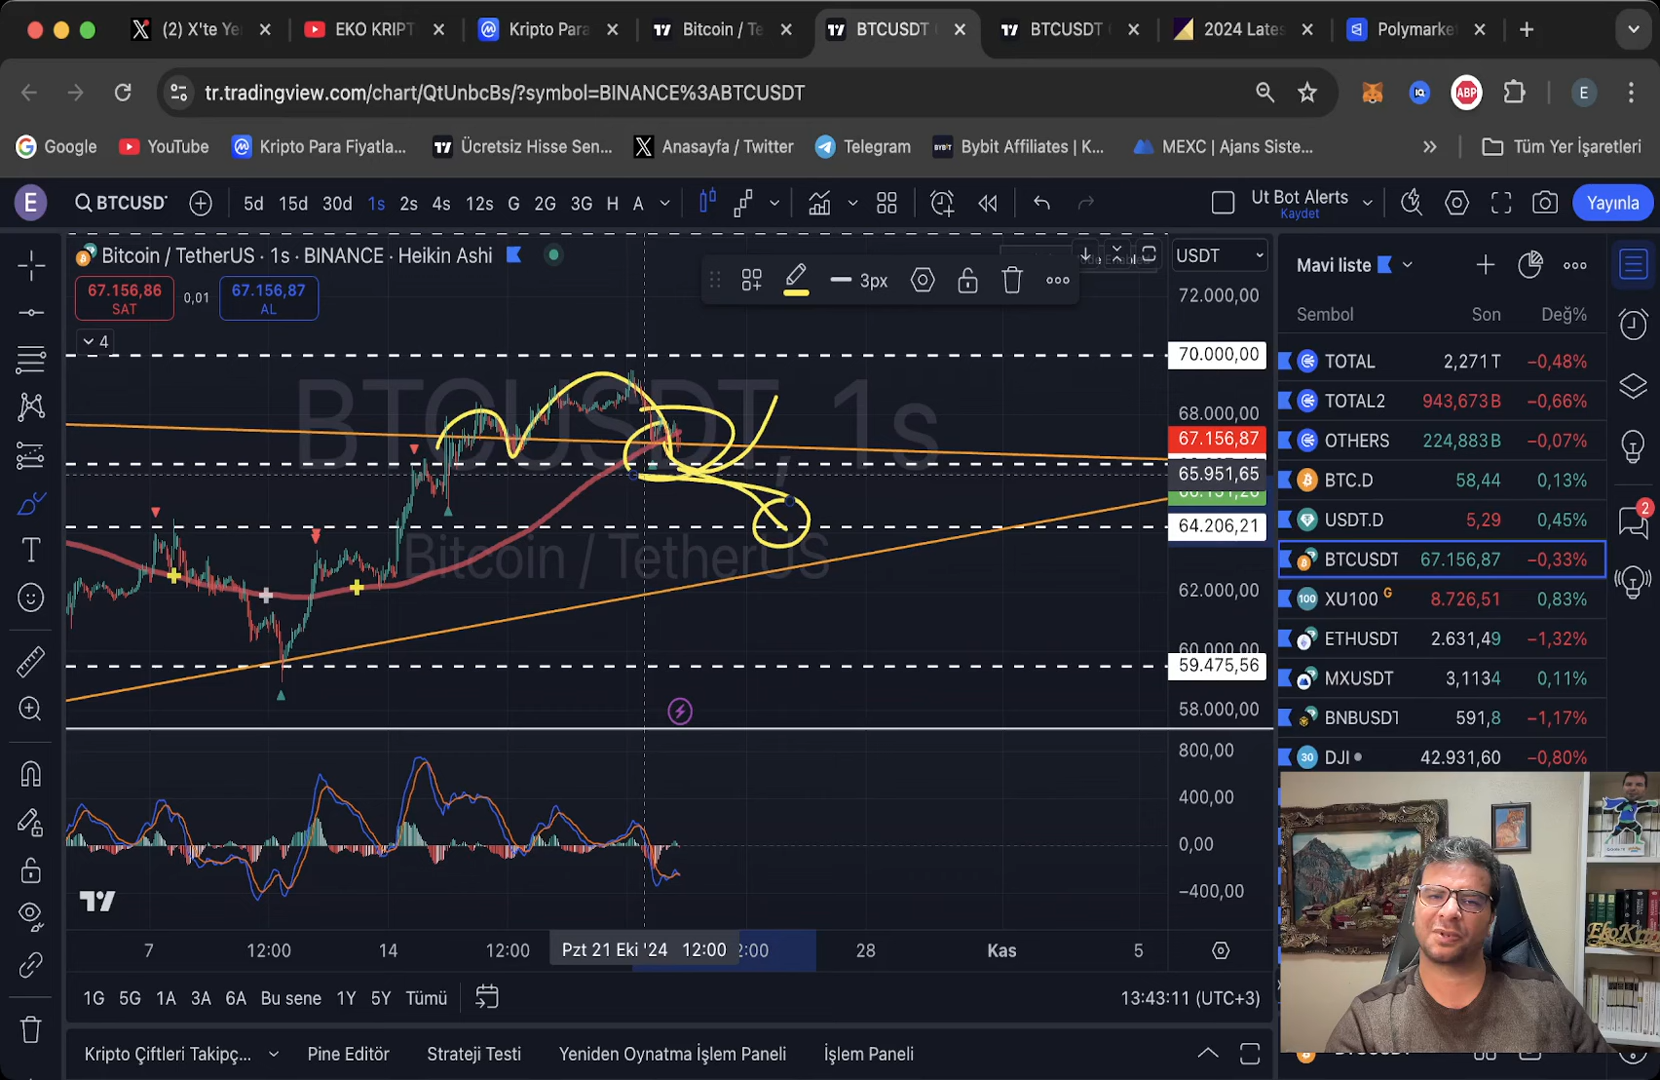 (2) X'te Ye
EKO KRİPT
Kripto Para
Bitcoin / Te
BTCUSDT
BTCUSDT
2024 Lates
Polymarke
tr.tradingview.com/chart/QtUnbcBs/?symbol=BINANCE%3ABTCUSDT
ABP
E
Google
YouTube
Kripto Para Fiyatla...
Ücretsiz Hisse Sen...
Anasayfa / Twitter
Telegram
Bybit Affiliates | K...
MEXC | Ajans Siste...
Tüm Yer İşaretleri
E
BTCUSD
5d 15d 30d 1s 2s 4s 12s G 2G 3G H A
Ut Bot Alerts
Kaydet
Yayınla
Bitcoin / TetherUS · 1s · BINANCE · Heikin Ashi
67.156,86
SAT
0,01
67.156,87
AL
4
3px
USDT
BTCUSDT, 1s
Bitcoin / TetherUS
72.000,00
70.000,00
68.000,00
67.156,87
65.951,65
64.206,21
62.000,00
60.000,00
59.475,56
58.000,00
800,00
400,00
0,00
−400,00
7 12:00 14 12:00 Pzt 21 Eki '24 12:00 2:00 28 Kas 5
1G 5G 1A 3A 6A Bu sene 1Y 5Y Tümü
13:43:11 (UTC+3)
Kripto Çiftleri Takipç...
Pine Editör
Strateji Testi
Yeniden Oynatma İşlem Paneli
İşlem Paneli
Mavi liste
Sembol Son Değ%
TOTAL 2,271 T −0,48%
TOTAL2 943,673 B −0,66%
OTHERS 224,883 B −0,07%
BTC.D 58,44 0,13%
USDT.D 5,29 0,45%
BTCUSDT 67.156,87 −0,33%
XU100 G 8.726,51 0,83%
ETHUSDT 2.631,49 −1,32%
MXUSDT 3,1134 0,11%
BNBUSDT 591,8 −1,17%
DJI 42.931,60 −0,80%
2